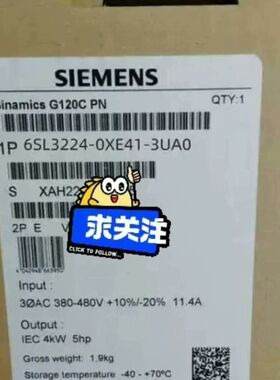 SIEMENS
Sinamics G120C PN
QTY:1
1P 6SL3224-0XE41-3UA0
S XAH22
求关注
CLICK TO FOLLOW...
2P E
Input :
3ØAC 380-480V +10%/-20% 11.4A
Output :
IEC 4kW 5hp
Gross weight: 1,9kg
Storage temperature -40 - +70°C